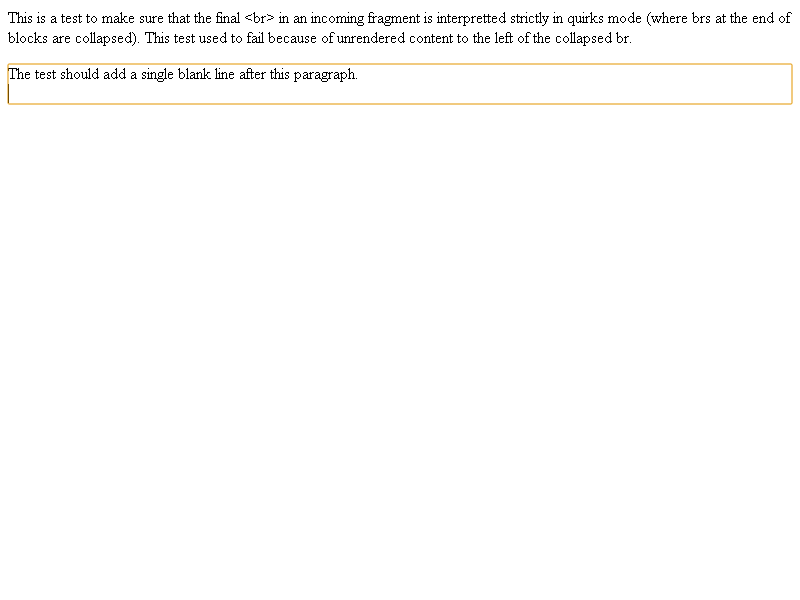 This is a test to make sure that the final <br> in an incoming fragment is interpretted strictly in quirks mode (where brs at the end of
blocks are collapsed). This test used to fail because of unrendered content to the left of the collapsed br.
The test should add a single blank line after this paragraph.